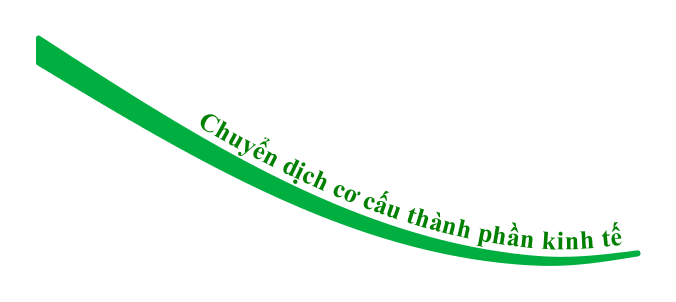 Chuyển dịch cơ cấu thành phần kinh tế